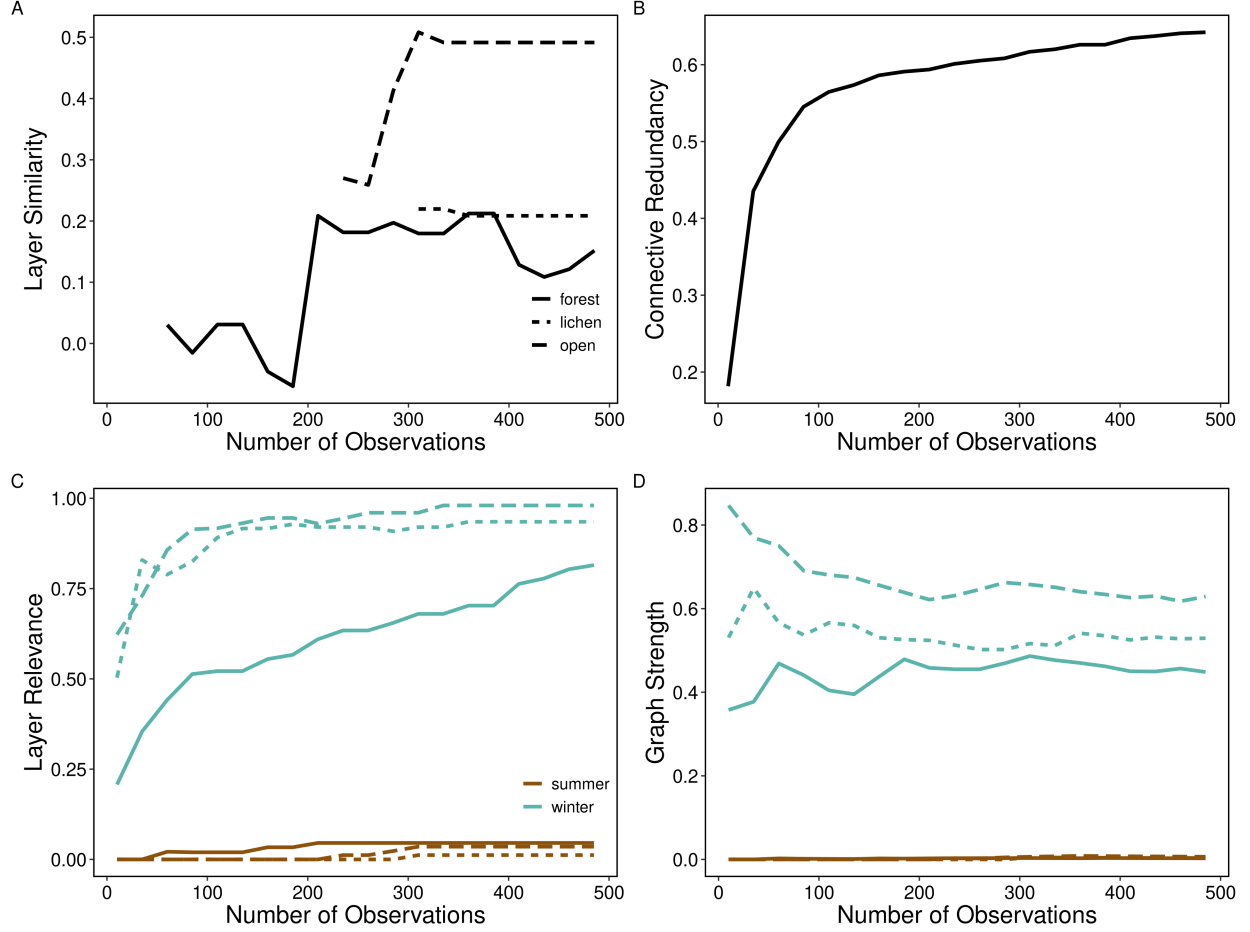 A
Layer Similarity
0.5
0.4
0.3
0.2
0.1
0.0
forest
lichen
open
0 100 200 300 400 500
Number of Observations
B
Connective Redundancy
0.6
0.5
0.4
0.3
0.2
0 100 200 300 400 500
Number of Observations
C
Layer Relevance
1.00
0.75
0.50
0.25
0.00
summer
winter
0 100 200 300 400 500
Number of Observations
D
Graph Strength
0.8
0.6
0.4
0.2
0.0
0 100 200 300 400 500
Number of Observations